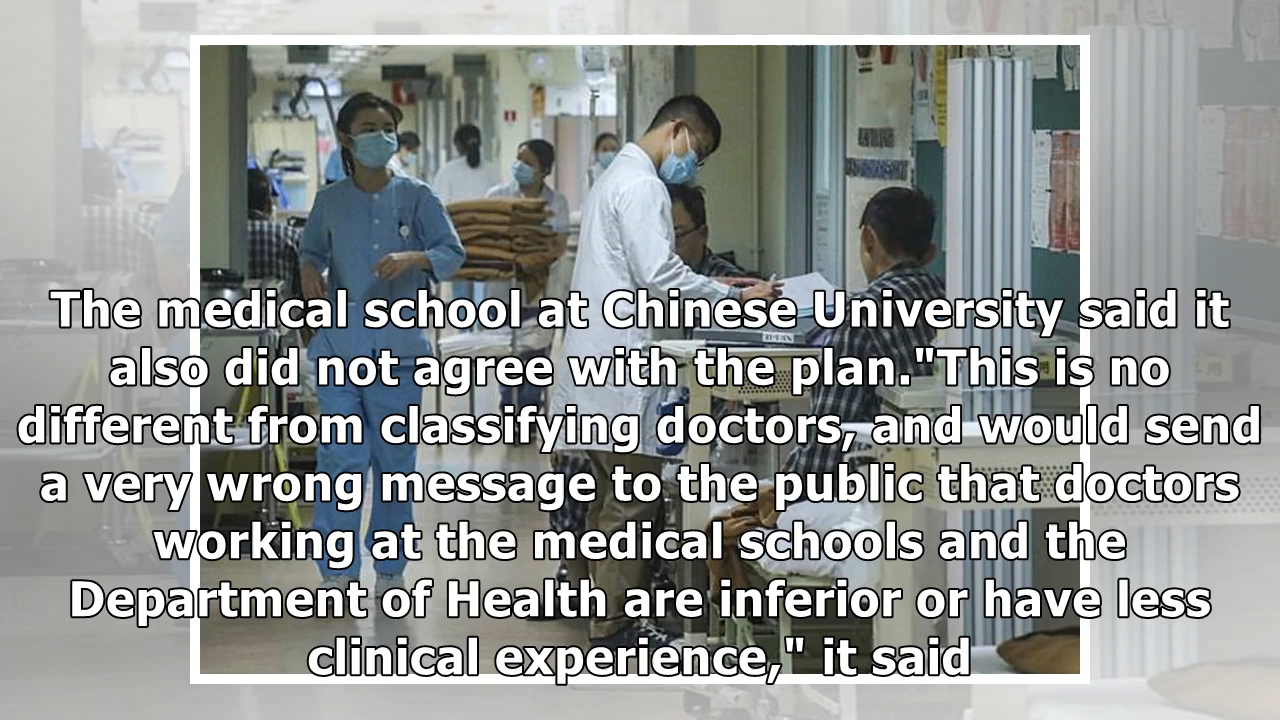 The medical school at Chinese University said it
also did not agree with the plan."This is no
different from classifying doctors, and would send
a very wrong message to the public that doctors
working at the medical schools and the
Department of Health are inferior or have less
clinical experience," it said